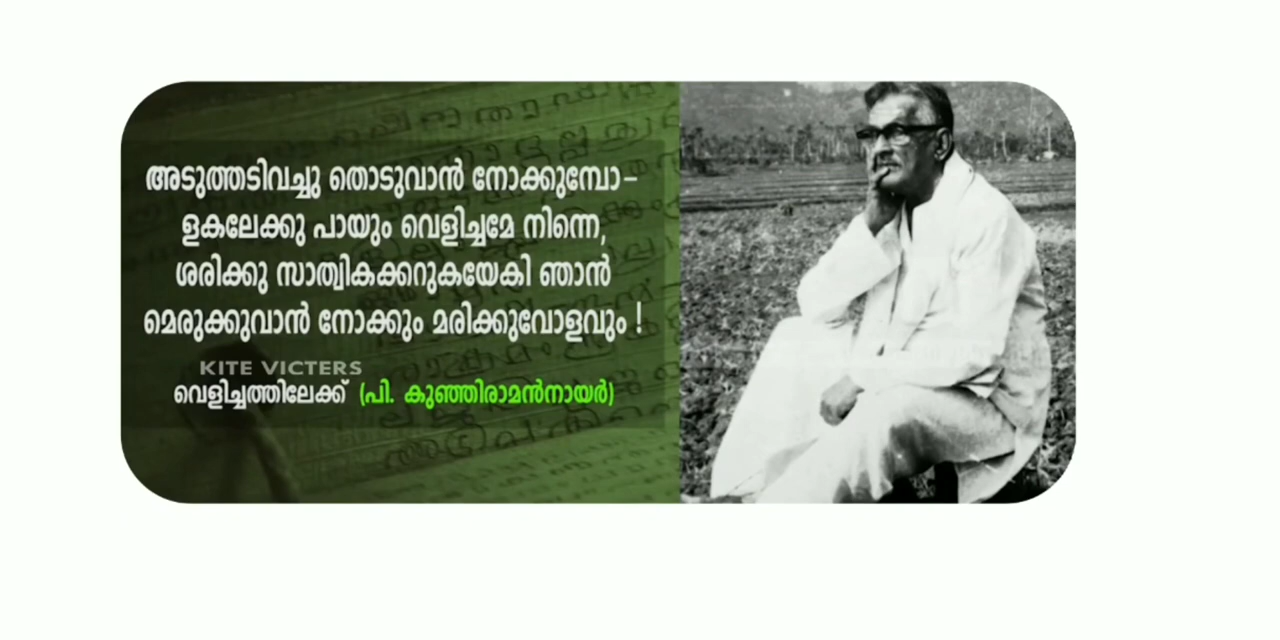 അടുത്തടിവച്ചു തൊടുവാൻ നോക്കുമ്പോ-
ളകലേക്കു പായും വെളിച്ചമേ നിന്നെ,
ശരിക്കു സാത്വികക്കറുകയേകി ഞാൻ
മെരുക്കുവാൻ നോക്കും മരിക്കുവോളവും !
KITE VICTERS
വെളിച്ചത്തിലേക്ക് (പി. കുഞ്ഞിരാമൻനായർ)